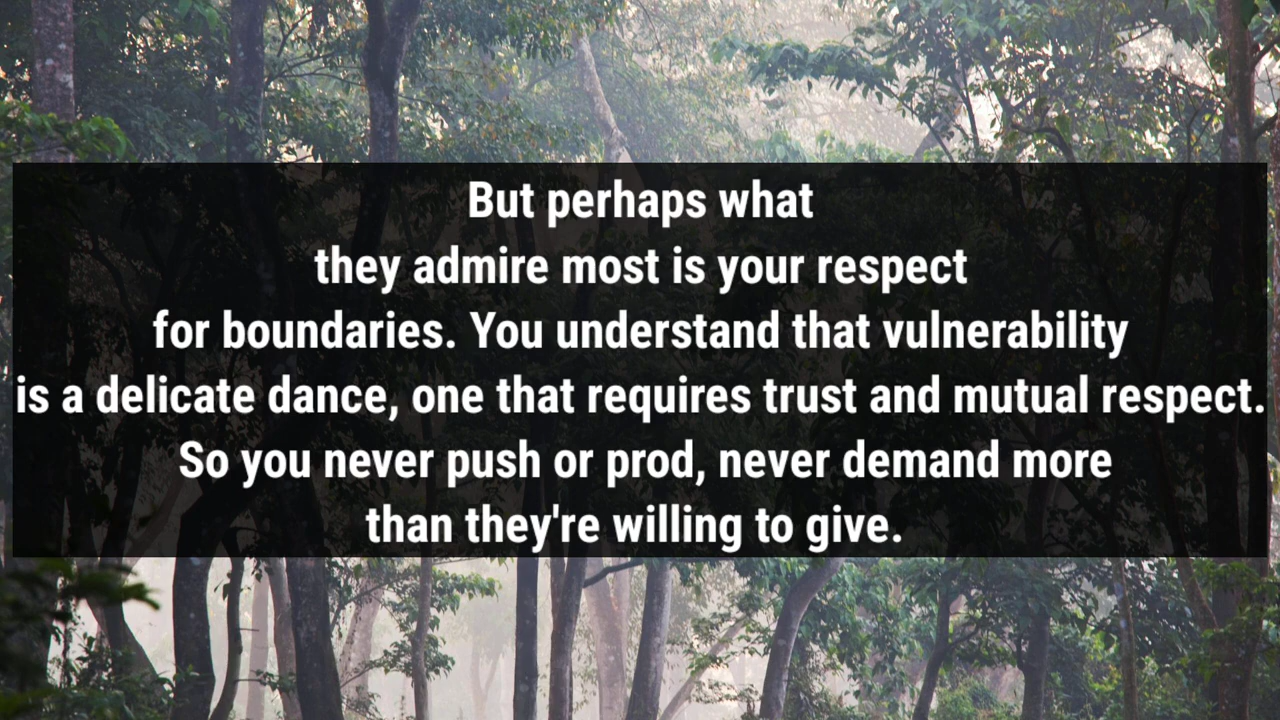 But perhaps what
they admire most is your respect
for boundaries. You understand that vulnerability
is a delicate dance, one that requires trust and mutual respect.
So you never push or prod, never demand more
than they're willing to give.